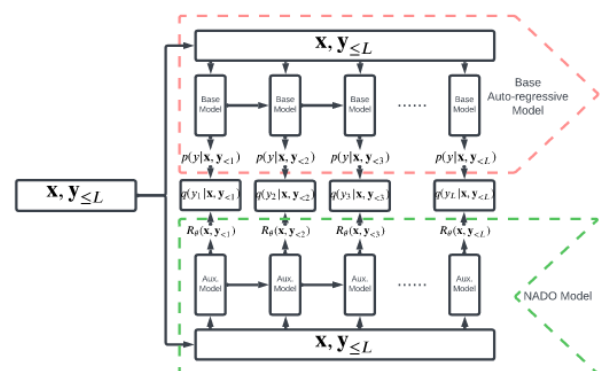 x, y≤L
Base Model Base Model Base Model ...... Base Model
Base Auto-regressive Model
p(y|x, y<1) p(y|x, y<2) p(y|x, y<3) p(y|x, y<L)
x, y≤L
q(y1|x, y<1) q(y2|x, y<2) q(y3|x, y<3) q(yL|x, y<L)
Rθ(x, y<1) Rθ(x, y<2) Rθ(x, y<3) Rθ(x, y<L)
Aux. Model Aux. Model Aux. Model ...... Aux. Model
NADO Model
x, y≤L